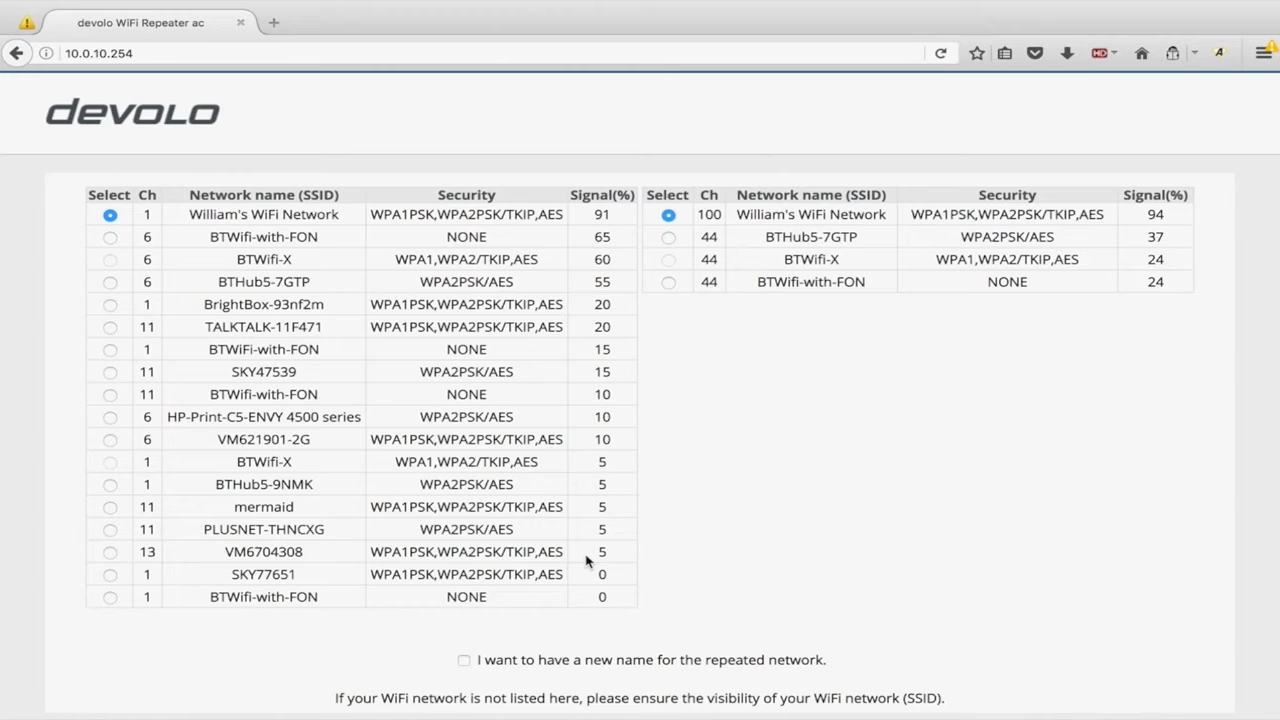 devolo WiFi Repeater ac
10.0.10.254
HD
A
devolo
Select Ch Network name (SSID) Security Signal(%) Select Ch Network name (SSID) Security Signal(%)
1 William's WiFi Network WPA1PSK,WPA2PSK/TKIP,AES 91 100 William's WiFi Network WPA1PSK,WPA2PSK/TKIP,AES 94
6 BTWifi-with-FON NONE 65 44 BTHub5-7GTP WPA2PSK/AES 37
6 BTWifi-X WPA1,WPA2/TKIP,AES 60 44 BTWifi-X WPA1,WPA2/TKIP,AES 24
6 BTHub5-7GTP WPA2PSK/AES 55 44 BTWifi-with-FON NONE 24
1 BrightBox-93nf2m WPA1PSK,WPA2PSK/TKIP,AES 20
11 TALKTALK-11F471 WPA1PSK,WPA2PSK/TKIP,AES 20
1 BTWiFi-with-FON NONE 15
11 SKY47539 WPA2PSK/AES 15
11 BTWifi-with-FON NONE 10
6 HP-Print-C5-ENVY 4500 series WPA2PSK/AES 10
6 VM621901-2G WPA1PSK,WPA2PSK/TKIP,AES 10
1 BTWifi-X WPA1,WPA2/TKIP,AES 5
1 BTHub5-9NMK WPA2PSK/AES 5
11 mermaid WPA1PSK,WPA2PSK/TKIP,AES 5
11 PLUSNET-THNCXG WPA2PSK/AES 5
13 VM6704308 WPA1PSK,WPA2PSK/TKIP,AES 5
1 SKY77651 WPA1PSK,WPA2PSK/TKIP,AES 0
1 BTWifi-with-FON NONE 0
I want to have a new name for the repeated network.
If your WiFi network is not listed here, please ensure the visibility of your WiFi network (SSID).